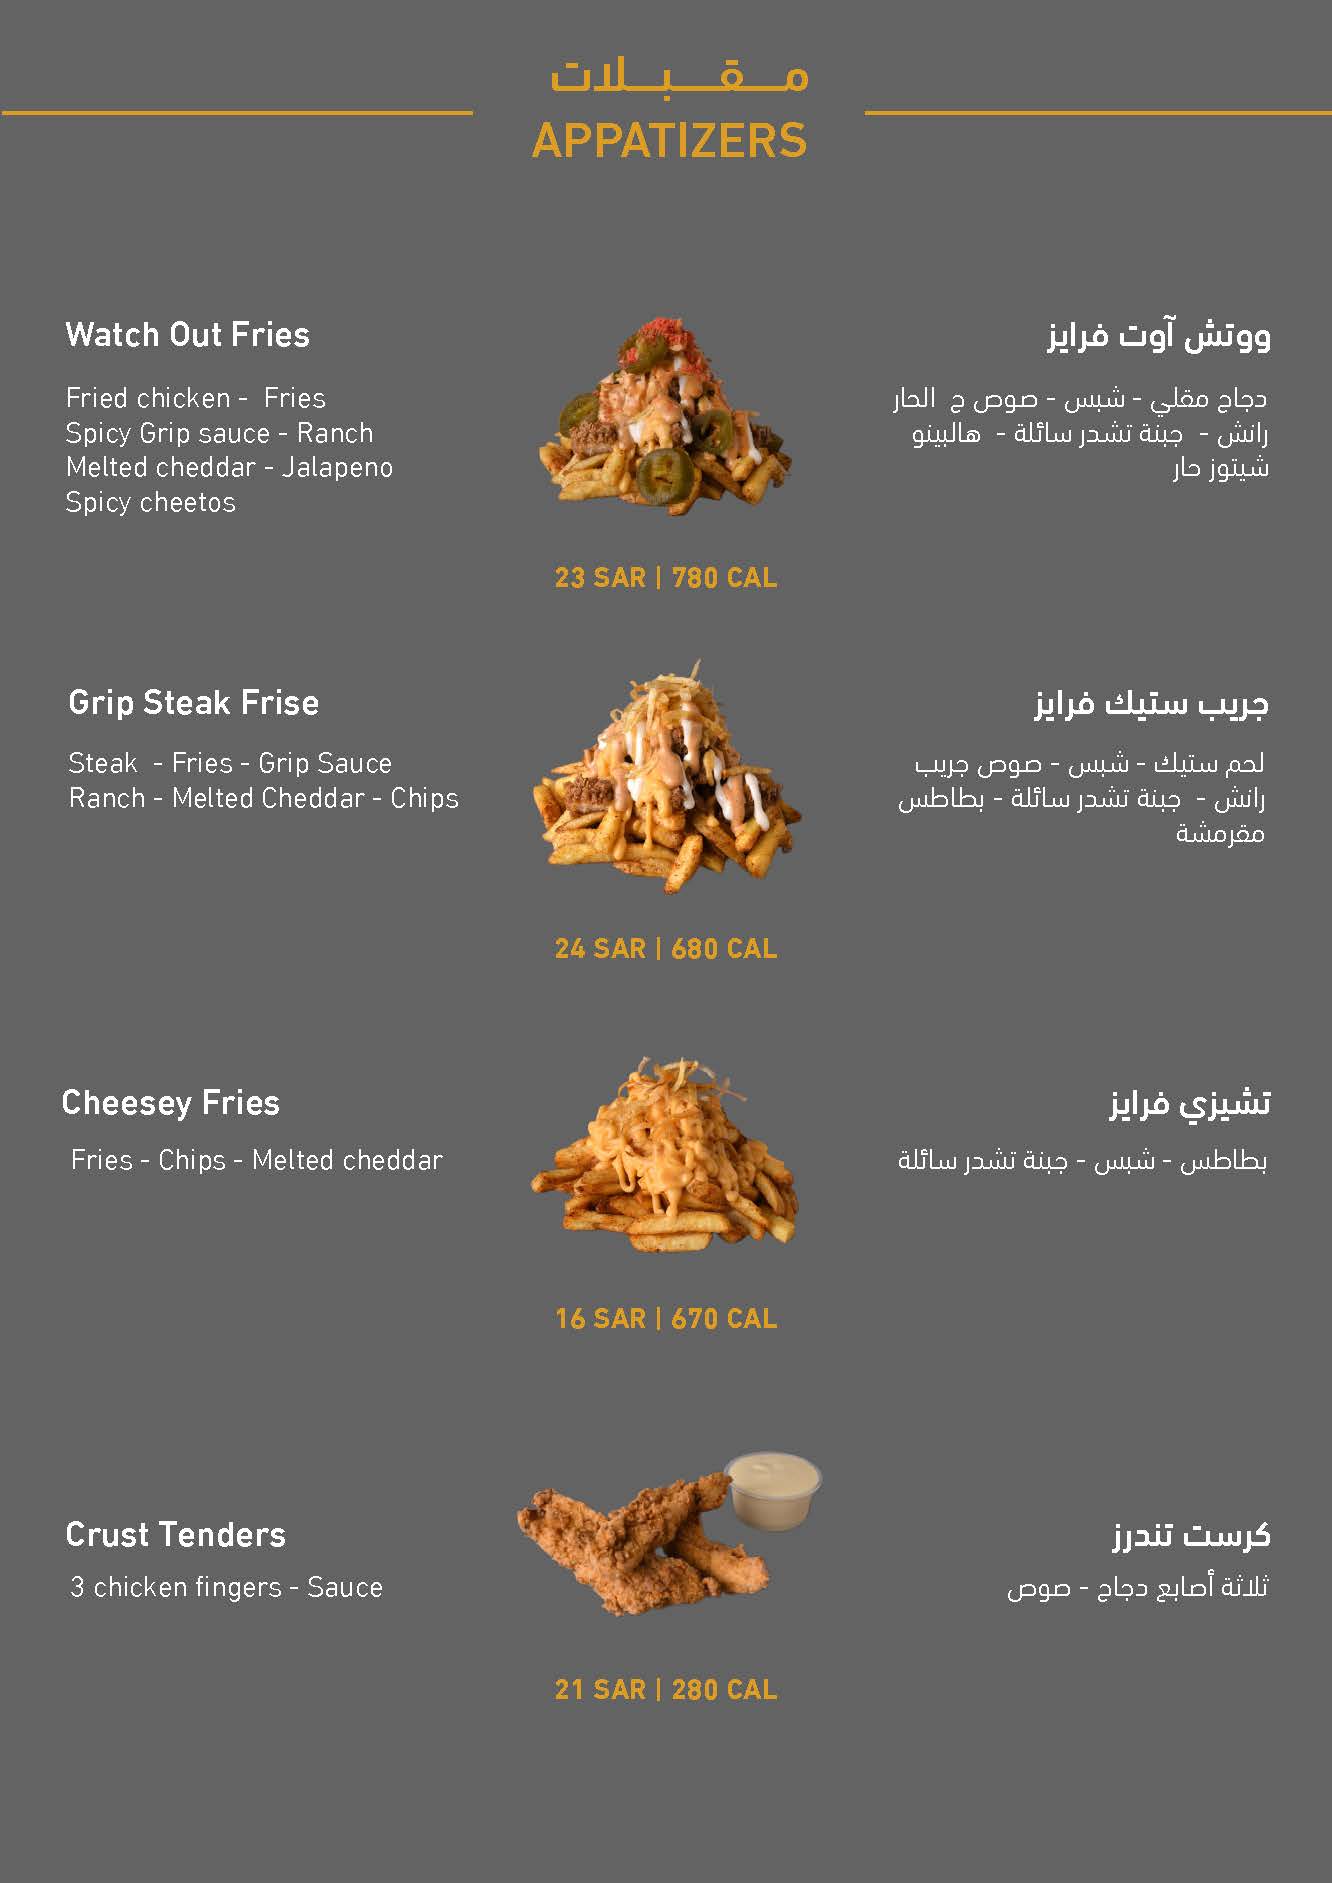 مقبلات
APPATIZERS
Watch Out Fries
Fried chicken - Fries
Spicy Grip sauce - Ranch
Melted cheddar - Jalapeno
Spicy cheetos
ووتش آوت فرايز
دجاج مقلي - شبس - صوص ج الحار
رانش - جبنة تشدر سائلة - هالبينو
شيتوز حار
23 SAR | 780 CAL
Grip Steak Frise
Steak - Fries - Grip Sauce
Ranch - Melted Cheddar - Chips
جريب ستيك فرايز
لحم ستيك - شبس - صوص جريب
رانش - جبنة تشدر سائلة - بطاطس
مقرمشة
24 SAR | 680 CAL
Cheesey Fries
Fries - Chips - Melted cheddar
تشيزي فرايز
بطاطس - شبس - جبنة تشدر سائلة
16 SAR | 670 CAL
Crust Tenders
3 chicken fingers - Sauce
كرست تندرز
ثلاثة أصابع دجاج - صوص
21 SAR | 280 CAL